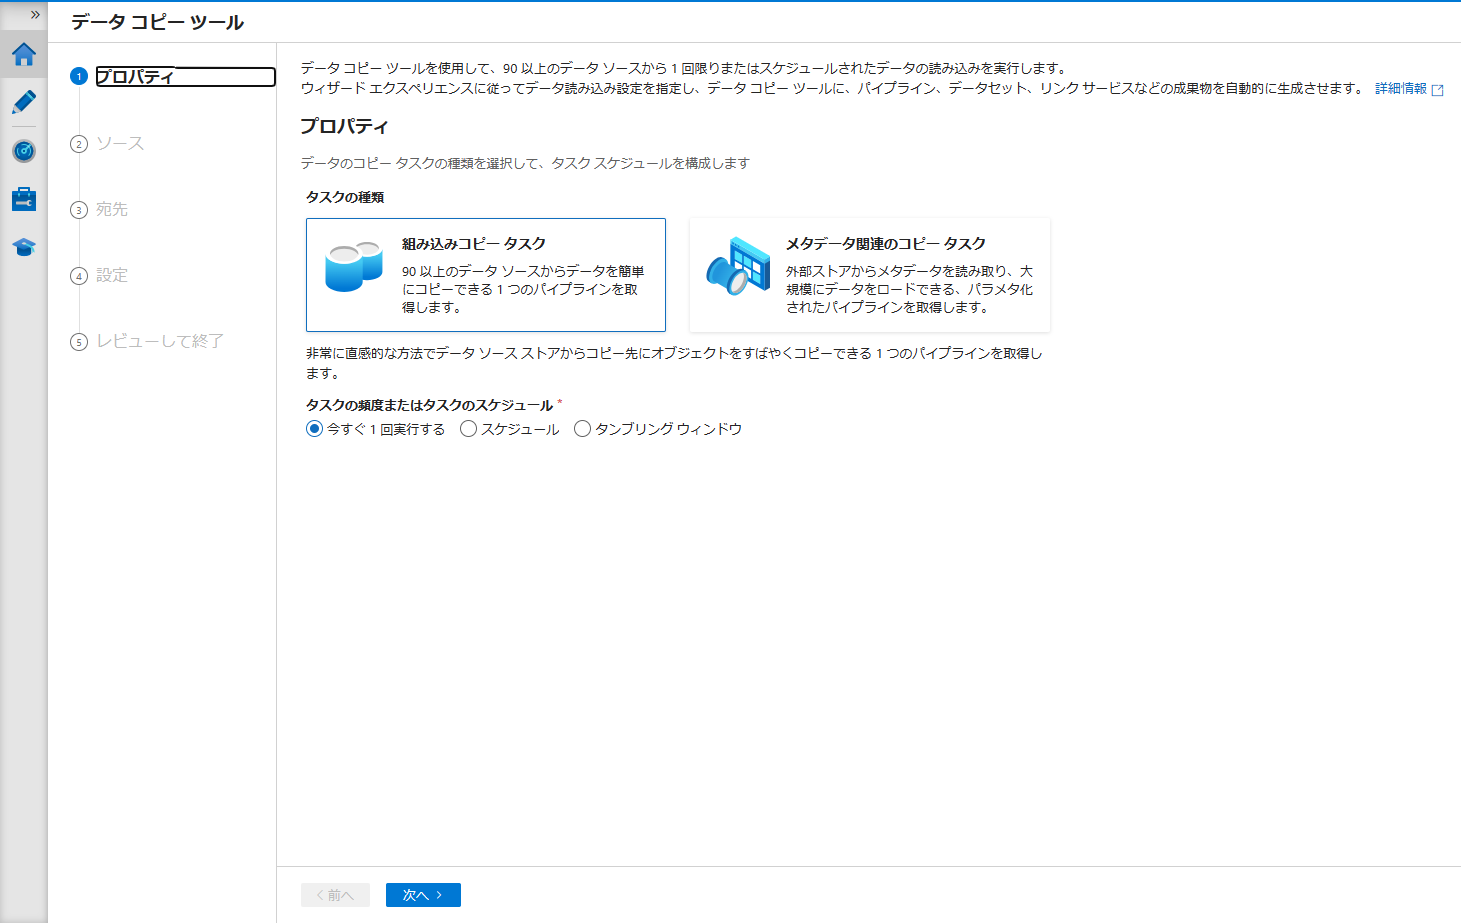 データ コピー ツール
1 プロパティ
2 ソース
3 宛先
4 設定
5 レビューして終了
データ コピー ツールを使用して、90 以上のデータ ソースから 1 回限りまたはスケジュールされたデータの読み込みを実行します。
ウィザード エクスペリエンスに従ってデータ読み込み設定を指定し、データ コピー ツールに、パイプライン、データセット、リンク サービスなどの成果物を自動的に生成させます。 詳細情報
プロパティ
データのコピー タスクの種類を選択して、タスク スケジュールを構成します
タスクの種類
組み込みコピー タスク
90 以上のデータ ソースからデータを簡単
にコピーできる 1 つのパイプラインを取
得します。
メタデータ関連のコピー タスク
外部ストアからメタデータを読み取り、大
規模にデータをロードできる、パラメタ化
されたパイプラインを取得します。
非常に直感的な方法でデータ ソース ストアからコピー先にオブジェクトをすばやくコピーできる 1 つのパイプラインを取得し
ます。
タスクの頻度またはタスクのスケジュール *
今すぐ 1 回実行する スケジュール タンブリング ウィンドウ
< 前へ 次へ >